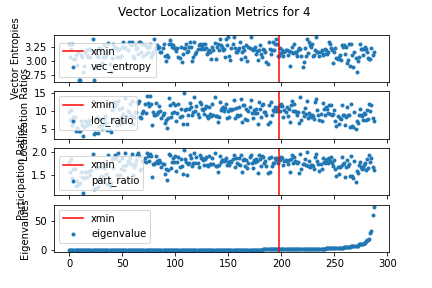 Vector Localization Metrics for 4
Vector Entropies
3.25
3.00
2.75
xmin
vec_entropy
Localization Ratios
15
10
5
xmin
loc_ratio
Participation Ratios
2.0
1.5
xmin
part_ratio
Eigenvalues
50
0
xmin
eigenvalue
0 50 100 150 200 250 300